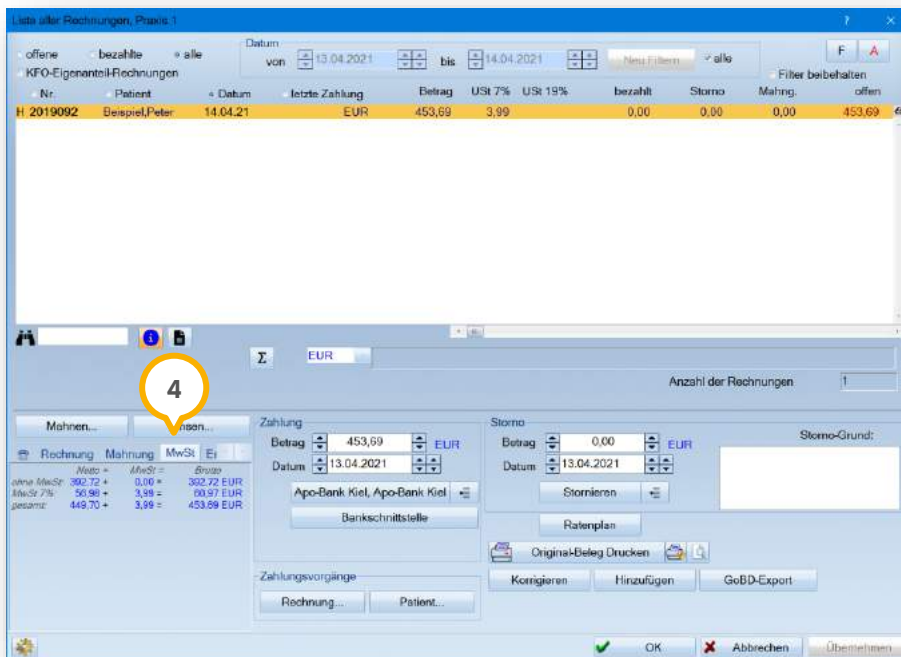 Liste aller Rechnungen, Praxis 1 ?
offene bezahlte alle Datum von 13.04.2021 bis 14.04.2021 Neu Filtern alle F A
KFO-Eigenanteil-Rechnungen Filter beibehalten
Nr. Patient Datum letzte Zahlung Betrag USt 7% USt 19% bezahlt Storno Mahng. offen
H 2019092 Beispiel,Peter 14.04.21 EUR 453,69 3,99 0,00 0,00 0,00 453,69
Σ EUR
Anzahl der Rechnungen 1
4
Mahnen...
Rechnung Mahnung MwSt
Netto + MwSt = Brutto
ohne MwSt: 392,72 + 0,00 = 392,72 EUR
MwSt 7%: 56,98 + 3,99 = 60,97 EUR
gesamt: 449,70 + 3,99 = 453,69 EUR
Zahlung
Betrag 453,69 EUR
Datum 13.04.2021
Apo-Bank Kiel, Apo-Bank Kiel
Bankschnittstelle
Zahlungsvorgänge
Rechnung... Patient...
Storno
Betrag 0,00 EUR
Datum 13.04.2021
Stornieren
Storno-Grund:
Ratenplan
Original-Beleg Drucken
Korrigieren Hinzufügen GoBD-Export
OK Abbrechen Übernehmen